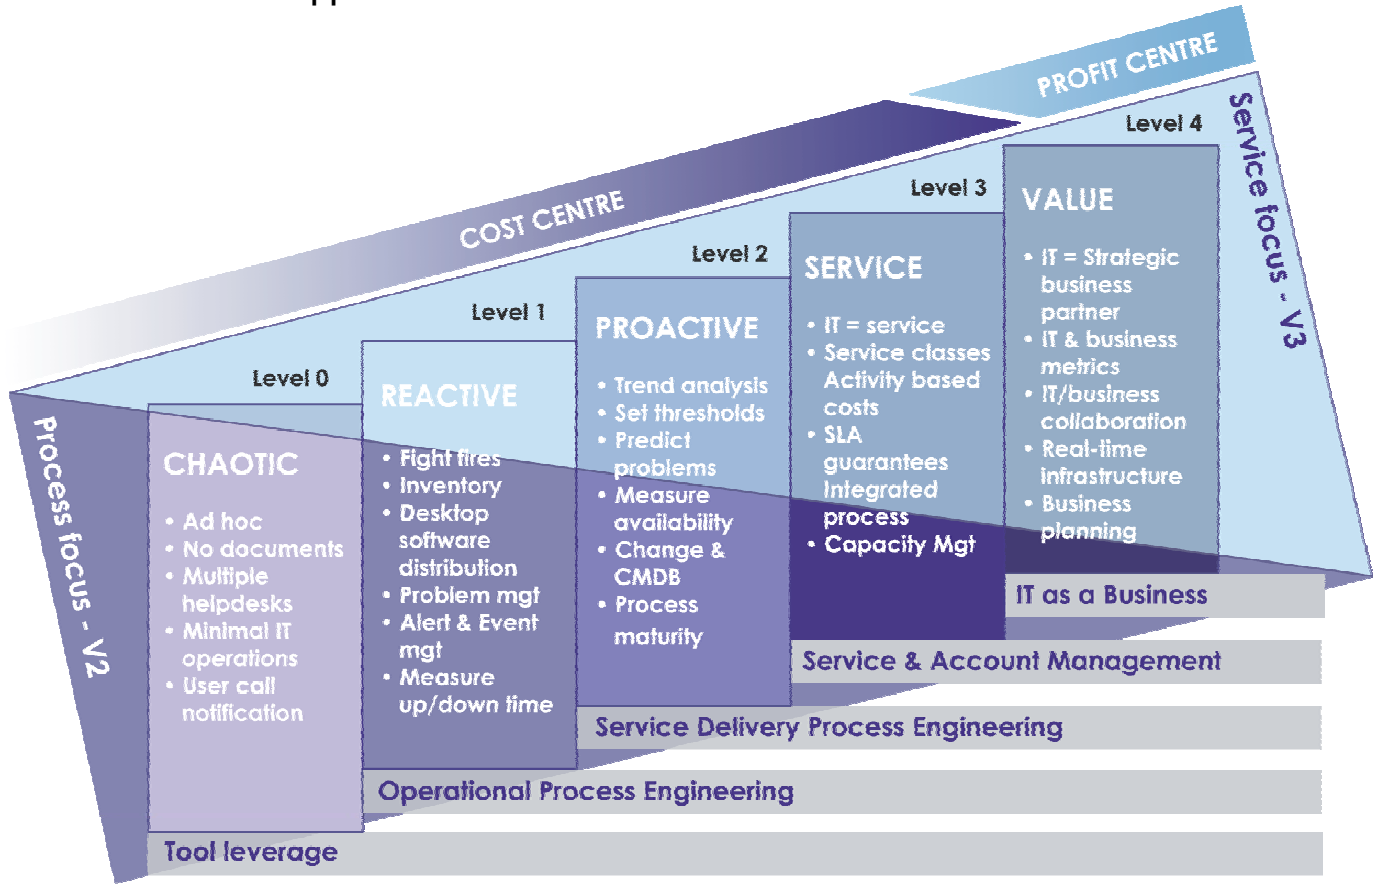 PROFIT CENTRE
COST CENTRE
Service focus - V3
Process focus - V2
Level 0
CHAOTIC
• Ad hoc
• No documents
• Multiple
helpdesks
• Minimal IT
operations
• User call
notification
Level 1
REACTIVE
• Fight fires
• Inventory
• Desktop
software
distribution
• Problem mgt
• Alert & Event
mgt
• Measure
up/down time
Level 2
PROACTIVE
• Trend analysis
• Set thresholds
• Predict
problems
• Measure
availability
• Change &
CMDB
• Process
maturity
Level 3
SERVICE
• IT = service
• Service classes
Activity based
costs
• SLA
guarantees
Integrated
process
• Capacity Mgt
Level 4
VALUE
• IT = Strategic
business
partner
• IT & business
metrics
• IT/business
collaboration
• Real-time
infrastructure
• Business
planning
IT as a Business
Service & Account Management
Service Delivery Process Engineering
Operational Process Engineering
Tool leverage